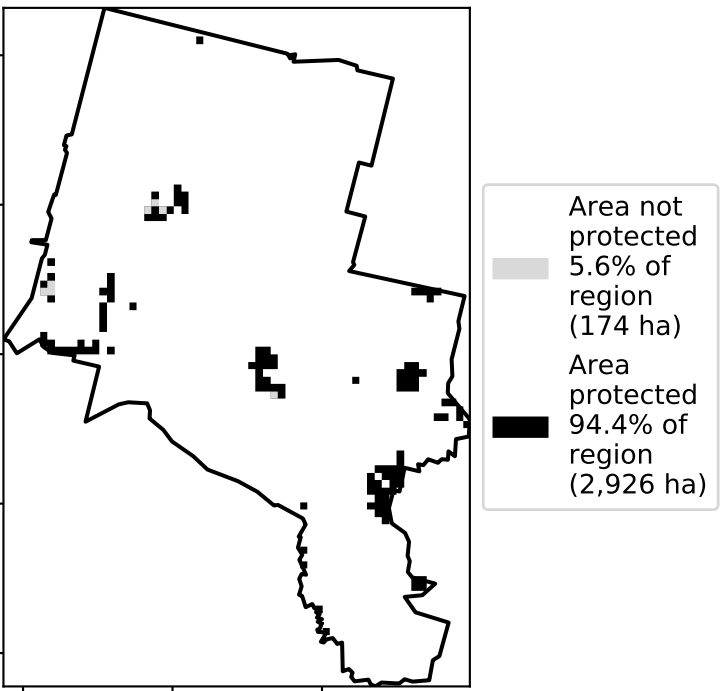 Area not
protected
5.6% of
region
(174 ha)
Area
protected
94.4% of
region
(2,926 ha)